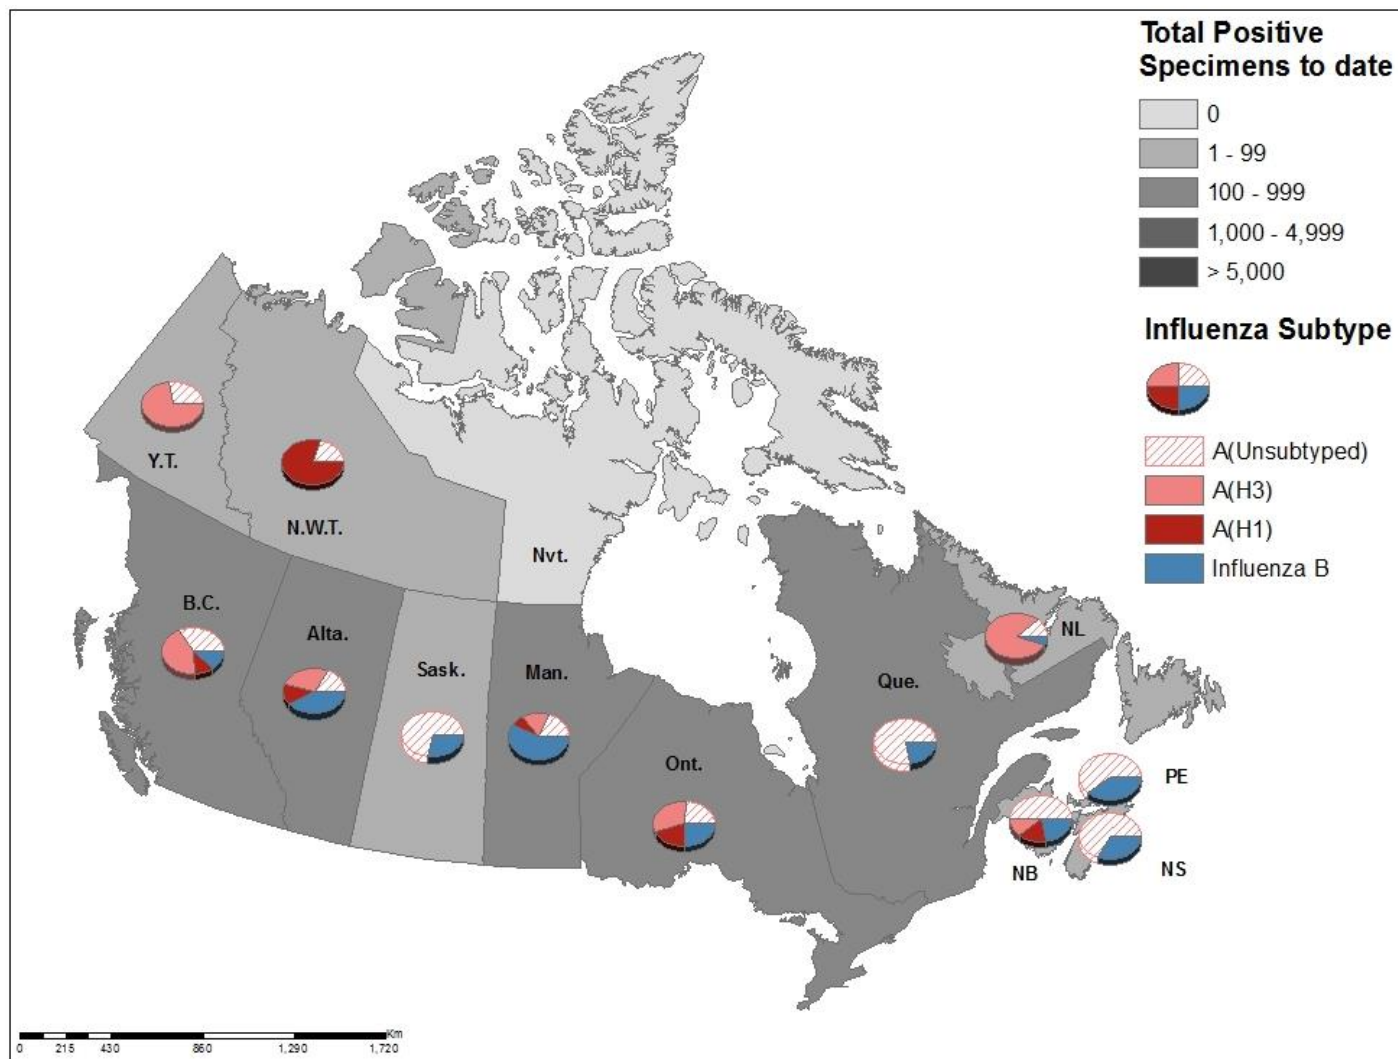 Total Positive
Specimens to date
0
1 - 99
100 - 999
1,000 - 4,999
> 5,000
Influenza Subtype
A(Unsubtyped)
A(H3)
A(H1)
Influenza B
Y.T.
N.W.T.
Nvt.
B.C.
Alta.
Sask.
Man.
Ont.
Que.
NL
PE
NB
NS
Km
0 215 430 860 1,290 1,720